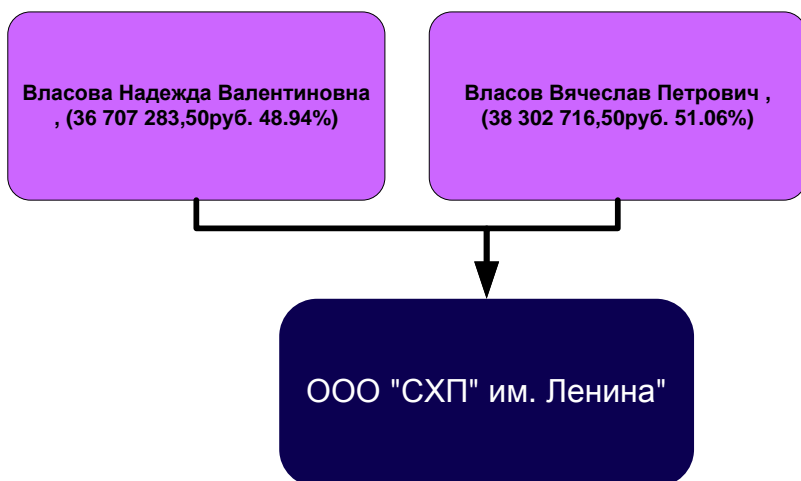 Власова Надежда Валентиновна
, (36 707 283,50руб. 48.94%)
Власов Вячеслав Петрович ,
(38 302 716,50руб. 51.06%)
ООО "СХП" им. Ленина"